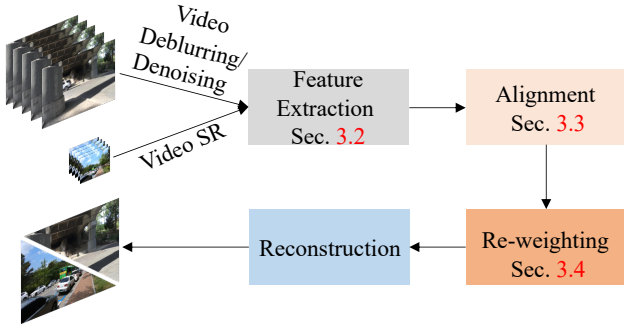 Video
Deblurring/
Denoising
Video SR
Feature
Extraction
Sec. 3.2
Alignment
Sec. 3.3
Reconstruction
Re-weighting
Sec. 3.4